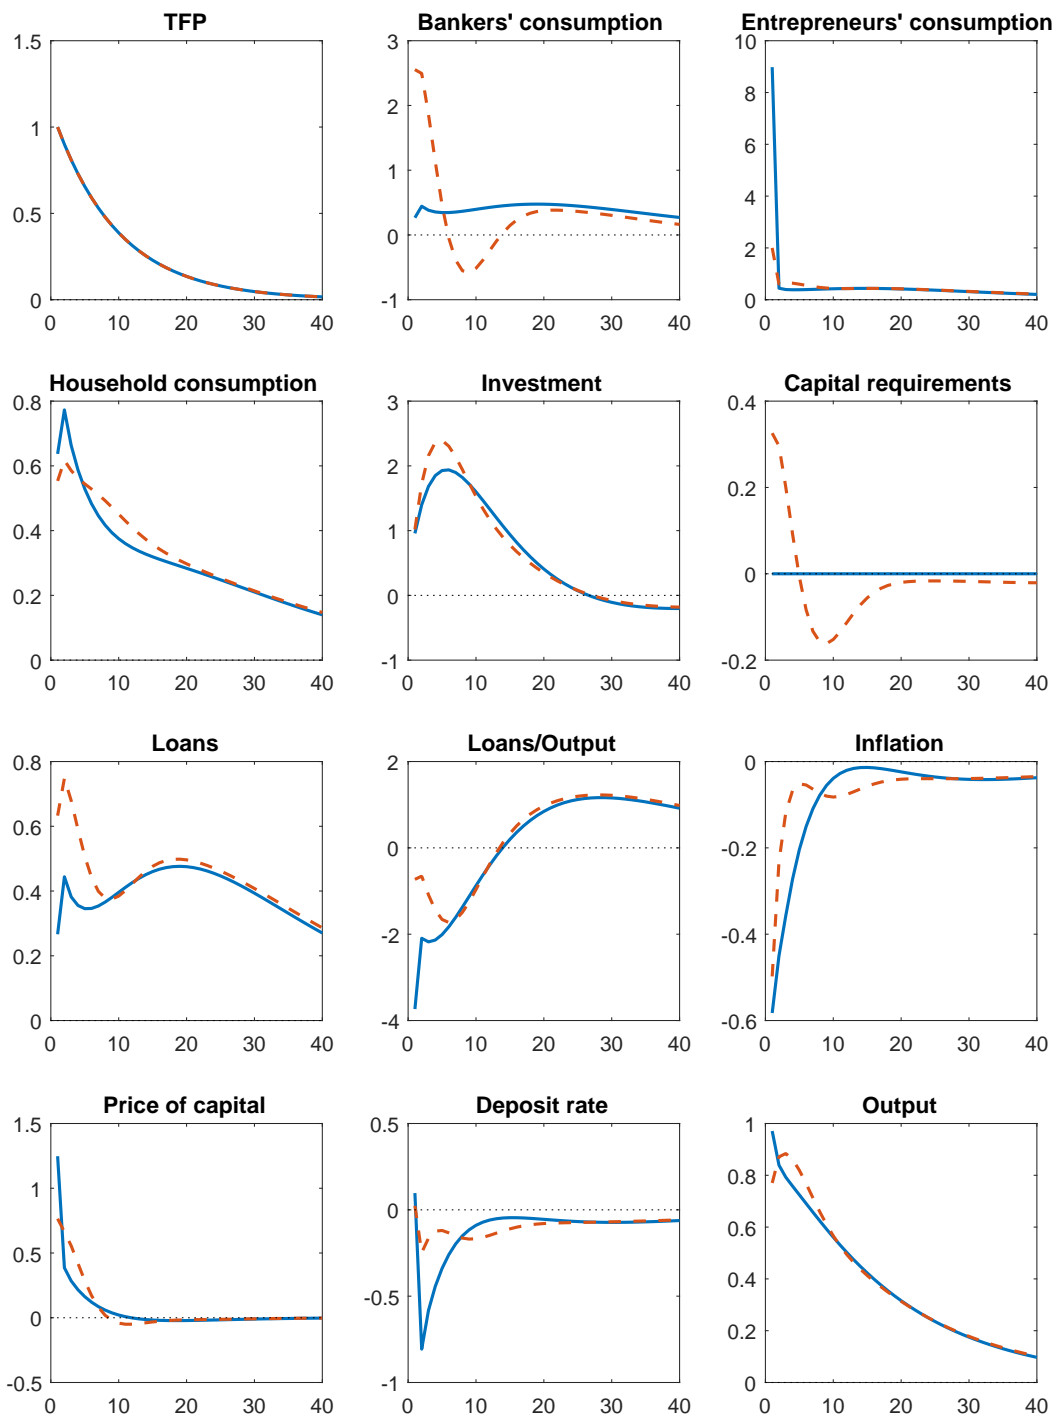 TFP Bankers' consumption Entrepreneurs' consumption
1.5 3 10
2 8
1 6
1
4
0.5 0
2
0 -1 0
0 10 20 30 40 0 10 20 30 40 0 10 20 30 40
Household consumption Investment Capital requirements
0.8 3 0.4
0.6 2 0.2
0.4 1
0
0.2 0
0 -1 -0.2
0 10 20 30 40 0 10 20 30 40 0 10 20 30 40
Loans Loans/Output Inflation
0.8 2 0
0.6 0 -0.2
0.4
-2 -0.4
0.2
0 -4 -0.6
0 10 20 30 40 0 10 20 30 40 0 10 20 30 40
Price of capital Deposit rate Output
1.5 0.5 1
1 0 0.8
0.6
0.5
0.4
0 -0.5
0.2
-0.5 -1 0
0 10 20 30 40 0 10 20 30 40 0 10 20 30 40